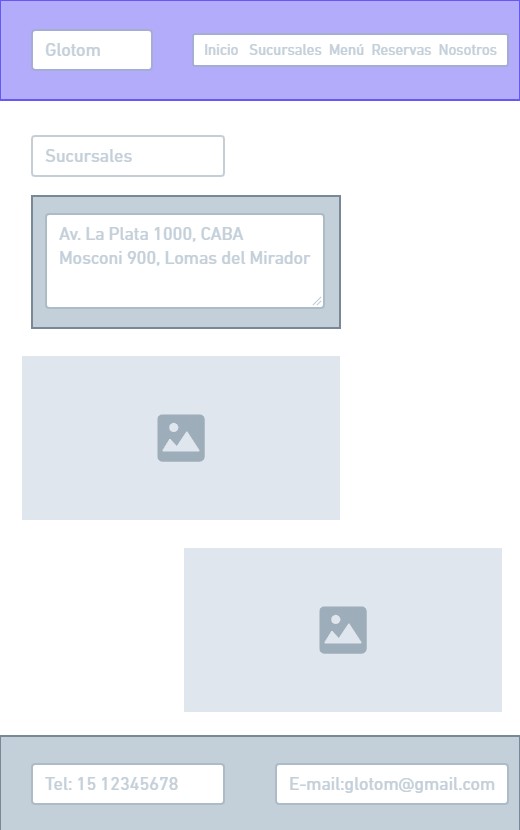 Glotom
Inicio Sucursales Menú Reservas Nosotros
Sucursales
Av. La Plata 1000, CABA
Mosconi 900, Lomas del Mirador
Tel: 15 12345678
E-mail:glotom@gmail.com